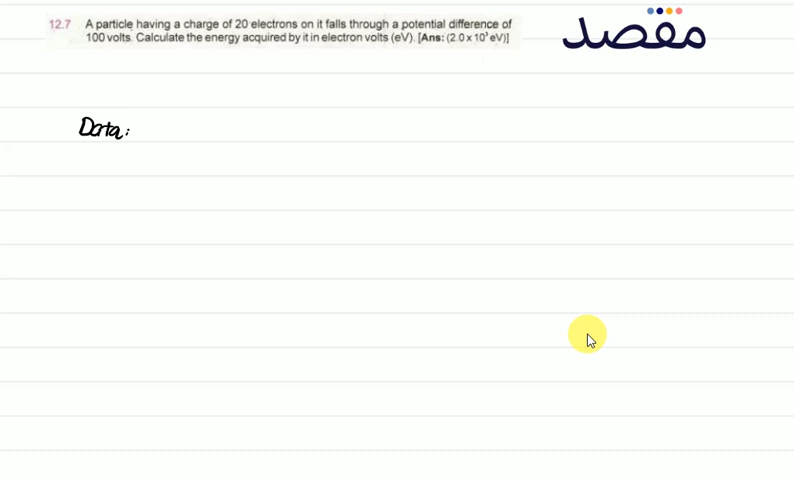 12.7 A particle having a charge of 20 electrons on it falls through a potential difference of
100 volts. Calculate the energy acquired by it in electron volts (eV). [Ans: (2.0 x 10³ eV)]
مقصد
Data: